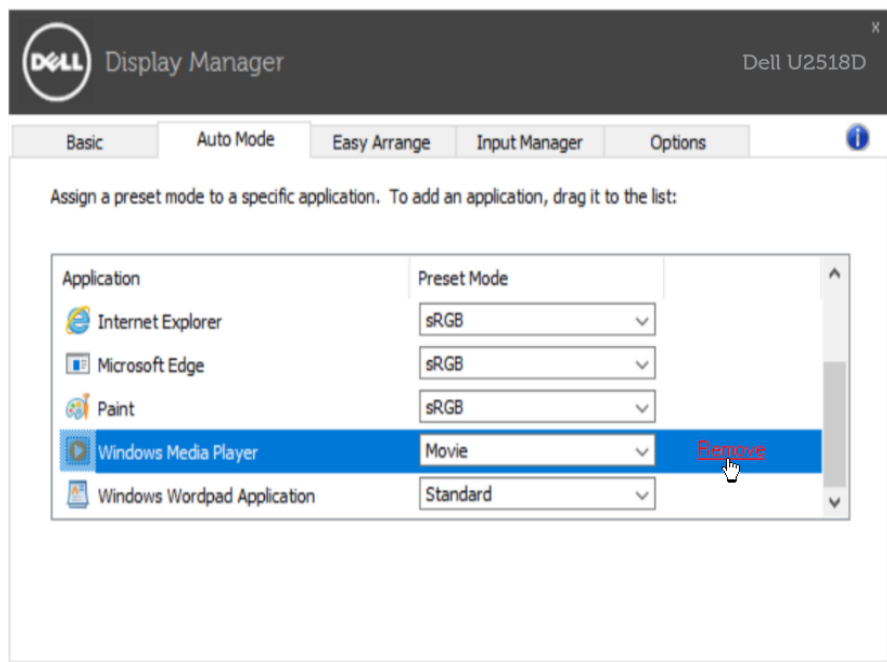 X
DELL Display Manager
Dell U2518D
Basic Auto Mode Easy Arrange Input Manager Options
Assign a preset mode to a specific application. To add an application, drag it to the list:
Application Preset Mode
Internet Explorer sRGB
Microsoft Edge sRGB
Paint sRGB
Windows Media Player Movie Remove
Windows Wordpad Application Standard